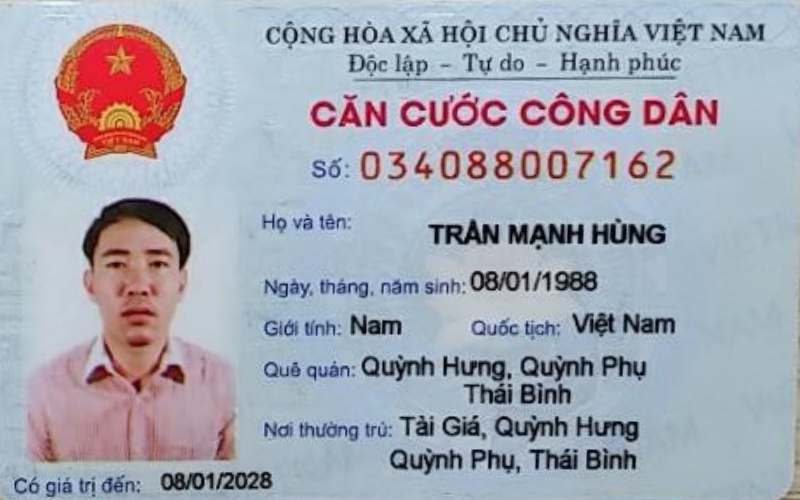 CỘNG HÒA XÃ HỘI CHỦ NGHĨA VIỆT NAM
Độc lập - Tự do - Hạnh phúc
CĂN CƯỚC CÔNG DÂN
Số: 034088007162
Họ và tên: TRẦN MẠNH HÙNG
Ngày, tháng, năm sinh: 08/01/1988
Giới tính: Nam Quốc tịch: Việt Nam
Quê quán: Quỳnh Hưng, Quỳnh Phụ
Thái Bình
Nơi thường trú: Tài Giá, Quỳnh Hưng
Quỳnh Phụ, Thái Bình
Có giá trị đến: 08/01/2028